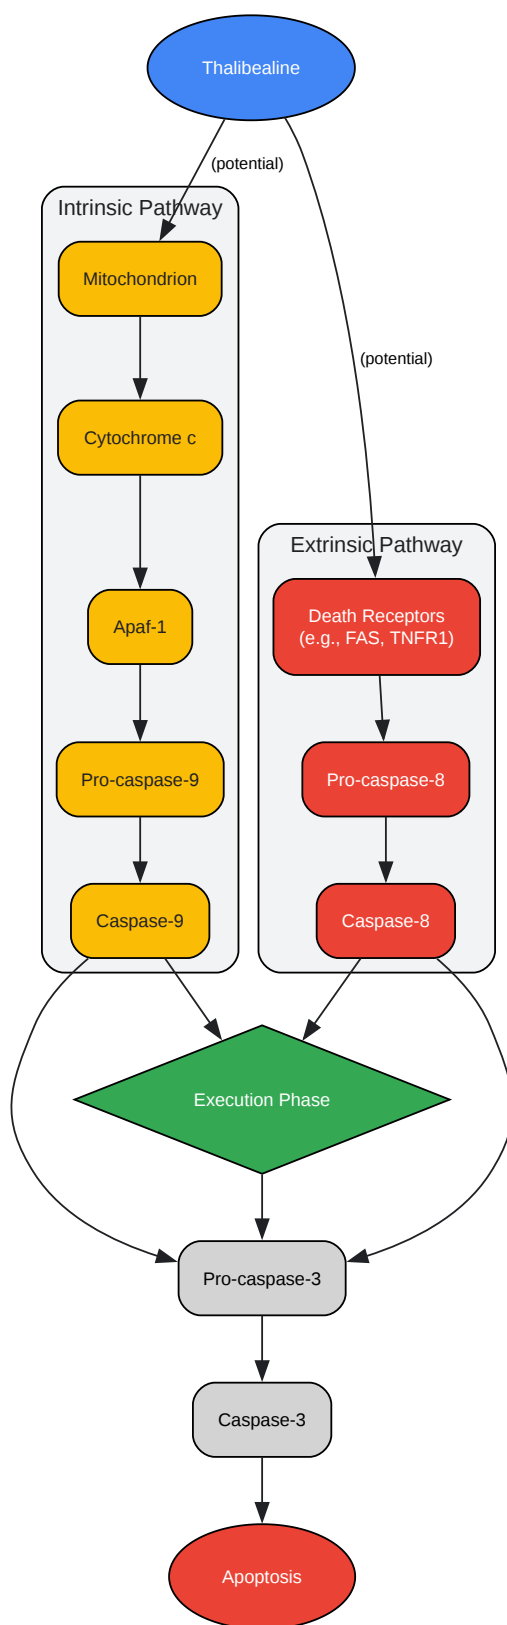 Thalibealine
(potential)
Intrinsic Pathway
Mitochondrion
(potential)
Cytochrome c
Extrinsic Pathway
Apaf-1
Death Receptors
(e.g., FAS, TNFR1)
Pro-caspase-9
Pro-caspase-8
Caspase-9
Caspase-8
Execution Phase
Pro-caspase-3
Caspase-3
Apoptosis